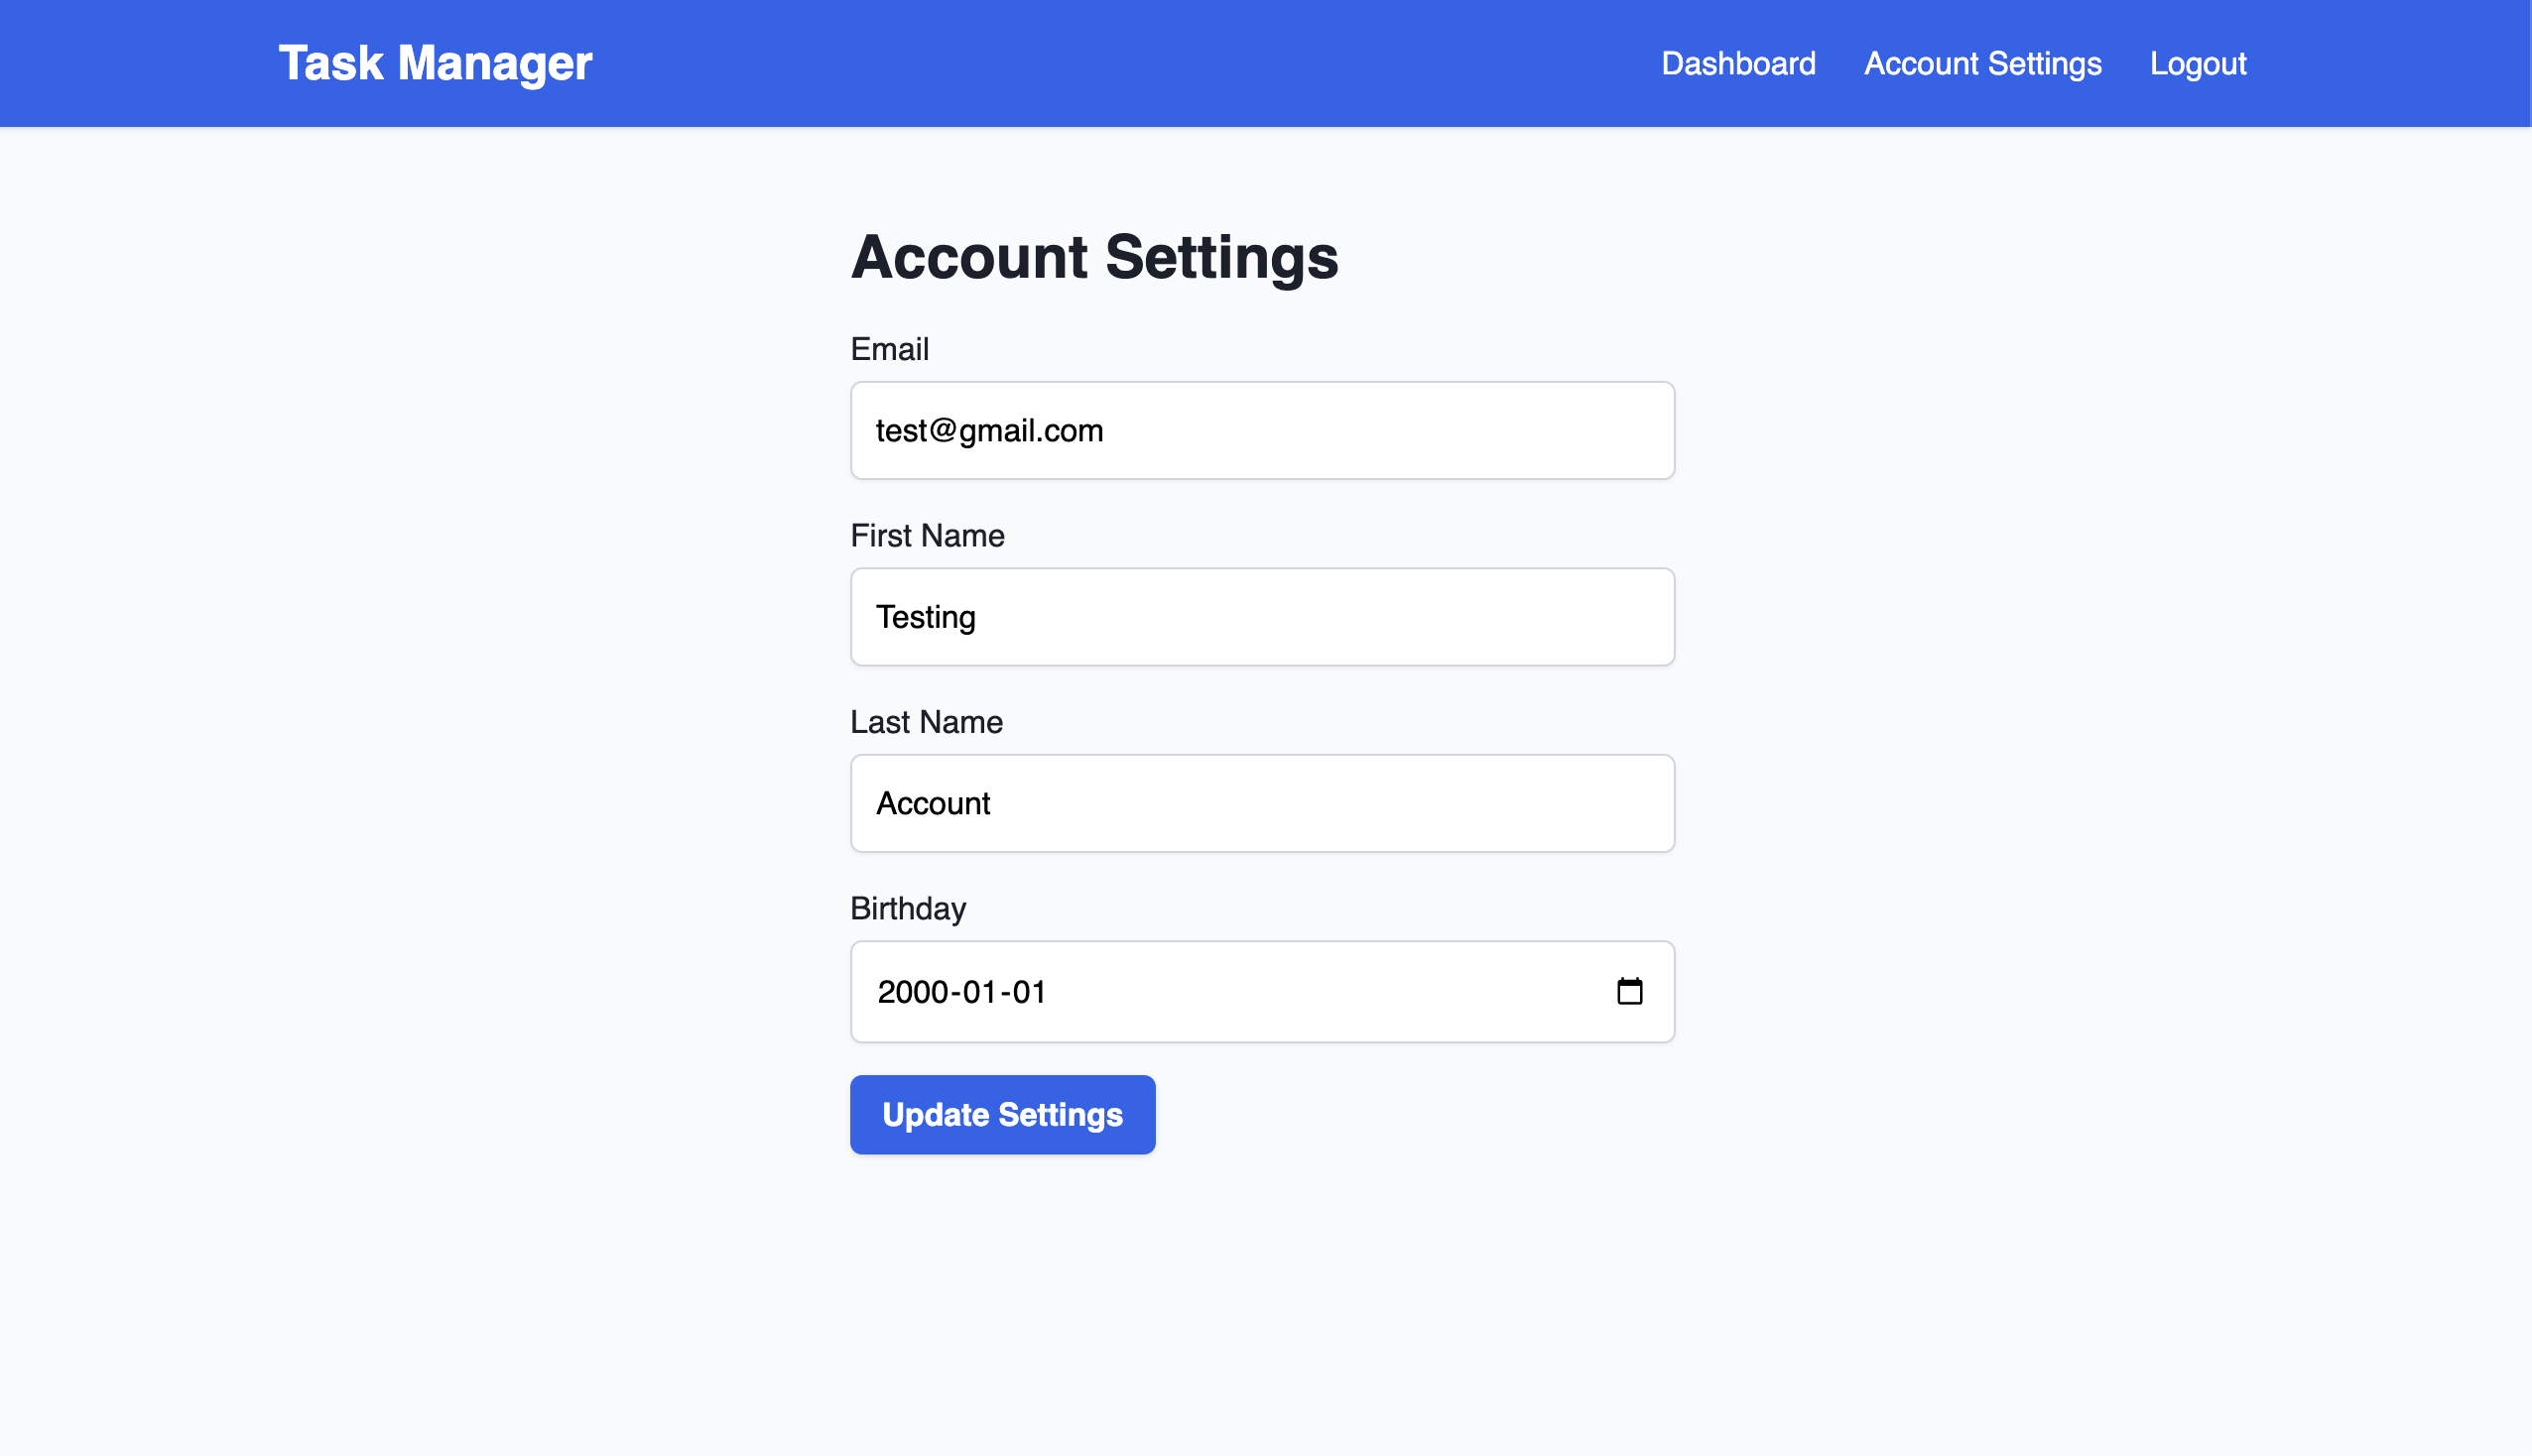 Task Manager
Dashboard Account Settings Logout
Account Settings
Email
test@gmail.com
First Name
Testing
Last Name
Account
Birthday
2000-01-01
Update Settings